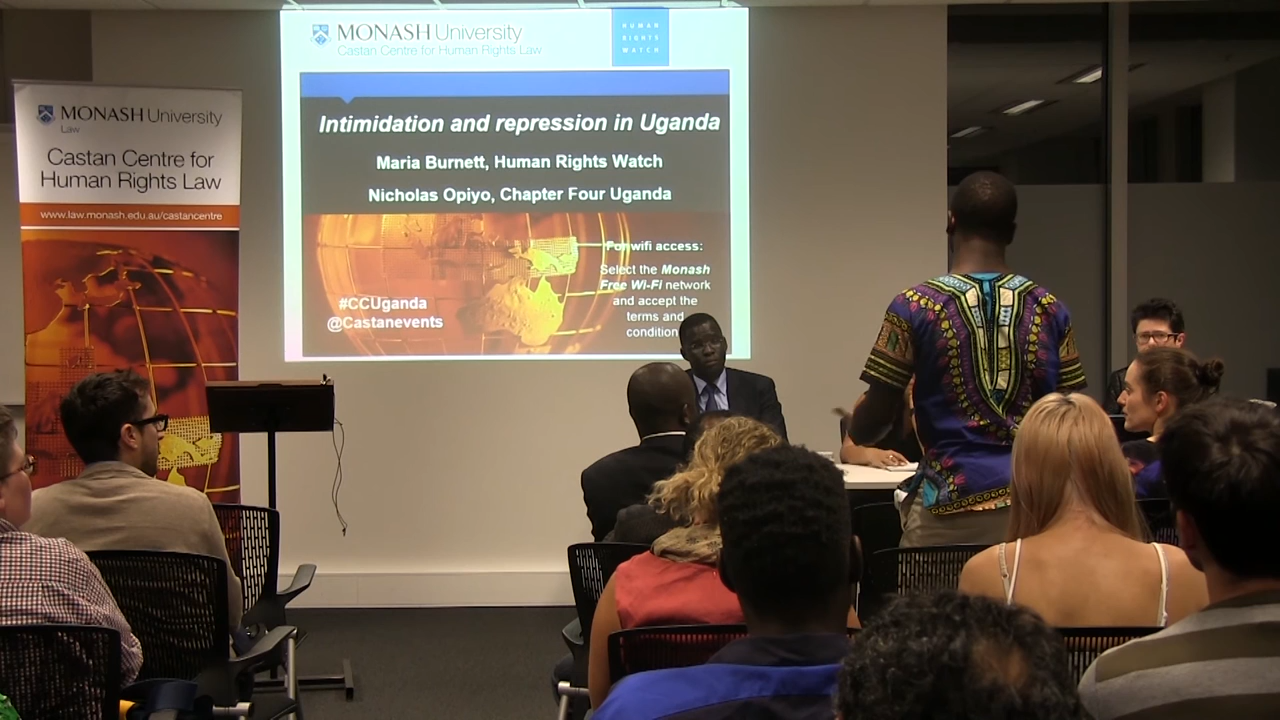 MONASH University
Law
Castan Centre for
Human Rights Law
www.law.monash.edu.au/castancentre
MONASH University
Castan Centre for Human Rights Law
HUMAN
RIGHTS
WATCH
Intimidation and repression in Uganda
Maria Burnett, Human Rights Watch
Nicholas Opiyo, Chapter Four Uganda
For wifi access:
Select the Monash
Free Wi-Fi network
and accept the
terms and
condition
#CCUganda
@Castanevents